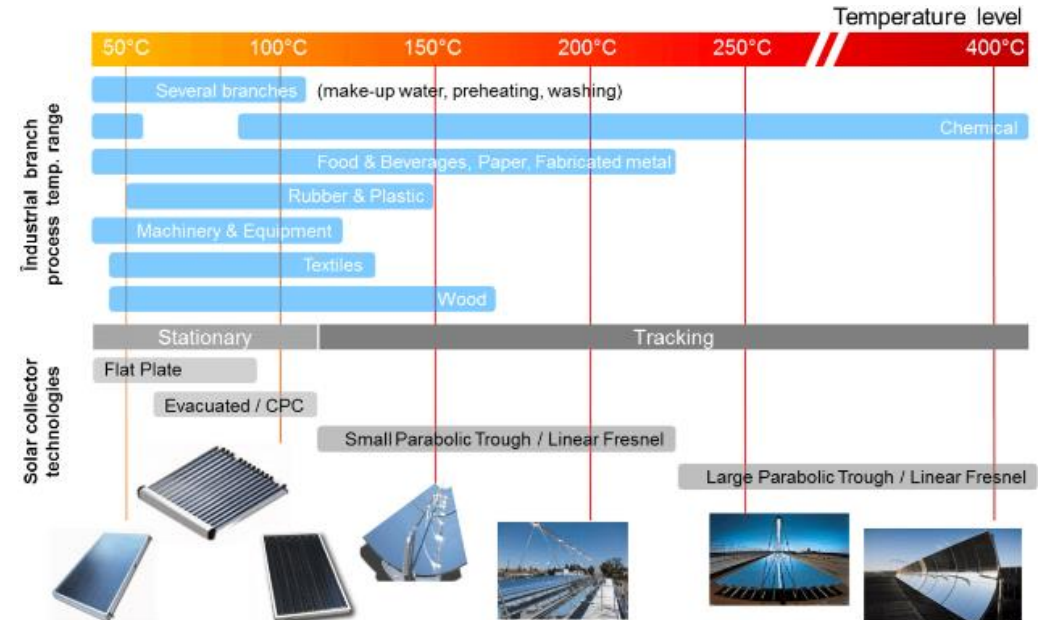 Temperature level
50°C 100°C 150°C 200°C 250°C 400°C
Industrial branch
process temp. range
Several branches (make-up water, preheating, washing)
Chemical
Food & Beverages, Paper, Fabricated metal
Rubber & Plastic
Machinery & Equipment
Textiles
Wood
Stationary Tracking
Solar collector
technologies
Flat Plate
Evacuated / CPC
Small Parabolic Trough / Linear Fresnel
Large Parabolic Trough / Linear Fresnel